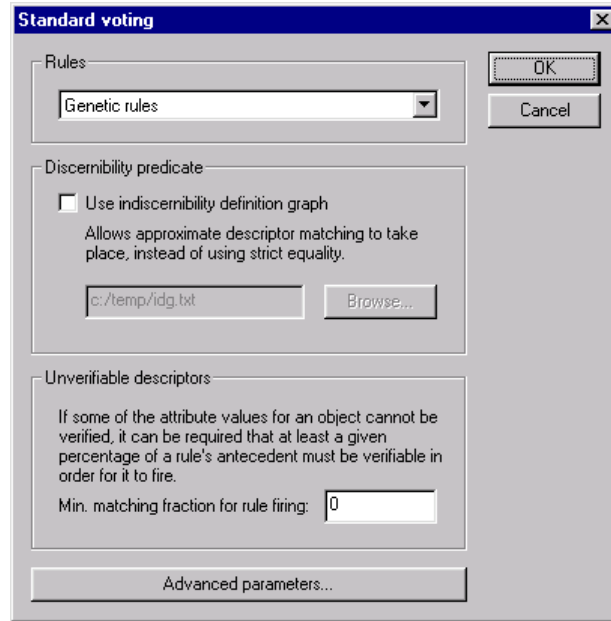 Standard voting
Rules
Genetic rules
OK
Cancel
Discernibility predicate
Use indiscernibility definition graph
Allows approximate descriptor matching to take
place, instead of using strict equality.
c:/temp/idg.txt
Browse...
Unverifiable descriptors
If some of the attribute values for an object cannot be
verified, it can be required that at least a given
percentage of a rule's antecedent must be verifiable in
order for it to fire.
Min. matching fraction for rule firing: 0
Advanced parameters...